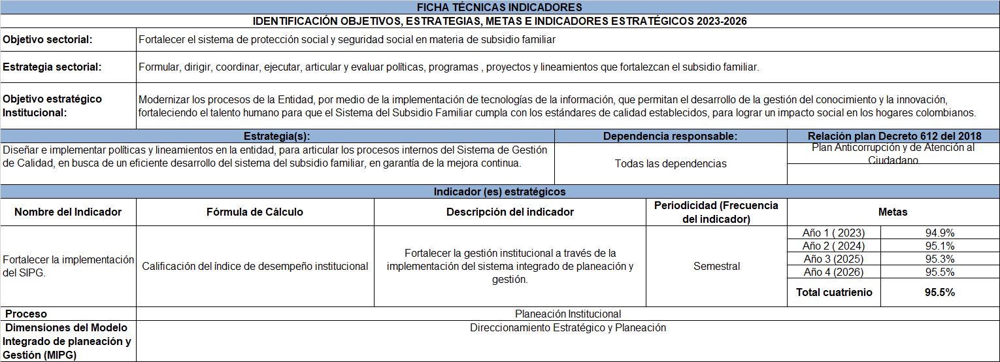 FICHA TÉCNICAS INDICADORES
IDENTIFICACIÓN OBJETIVOS, ESTRATEGIAS, METAS E INDICADORES ESTRATÉGICOS 2023-2026
Objetivo sectorial:
Fortalecer el sistema de protección social y seguridad social en materia de subsidio familiar
Estrategia sectorial:
Formular, dirigir, coordinar, ejecutar, articular y evaluar políticas, programas , proyectos y lineamientos que fortalezcan el subsidio familiar.
Objetivo estratégico
Institucional:
Modernizar los procesos de la Entidad, por medio de la implementación de tecnologías de la información, que permitan el desarrollo de la gestión del conocimiento y la innovación,
fortaleciendo el talento humano para que el Sistema del Subsidio Familiar cumpla con los estándares de calidad establecidos, para lograr un impacto social en los hogares colombianos.
Estrategia(s):
Dependencia responsable:
Relación plan Decreto 612 del 2018
Diseñar e implementar políticas y lineamientos en la entidad, para articular los procesos internos del Sistema de Gestión
de Calidad, en busca de un eficiente desarrollo del sistema del subsidio familiar, en garantía de la mejora continua.
Todas las dependencias
Plan Anticorrupción y de Atención al
Ciudadano
Indicador (es) estratégicos
Nombre del Indicador
Fórmula de Cálculo
Descripción del indicador
Periodicidad (Frecuencia
del indicador)
Metas
Fortalecer la implementación
del SIPG.
Calificación del índice de desempeño institucional
Fortalecer la gestión institucional a través de la
implementación del sistema integrado de planeación y
gestión.
Semestral
Año 1 ( 2023) 94.9%
Año 2 ( 2024) 95.1%
Año 3 (2025) 95.3%
Año 4 (2026) 95.5%
Total cuatrienio 95.5%
Proceso
Planeación Institucional
Dimensiones del Modelo
Integrado de planeación y
Gestión (MIPG)
Direccionamiento Estratégico y Planeación